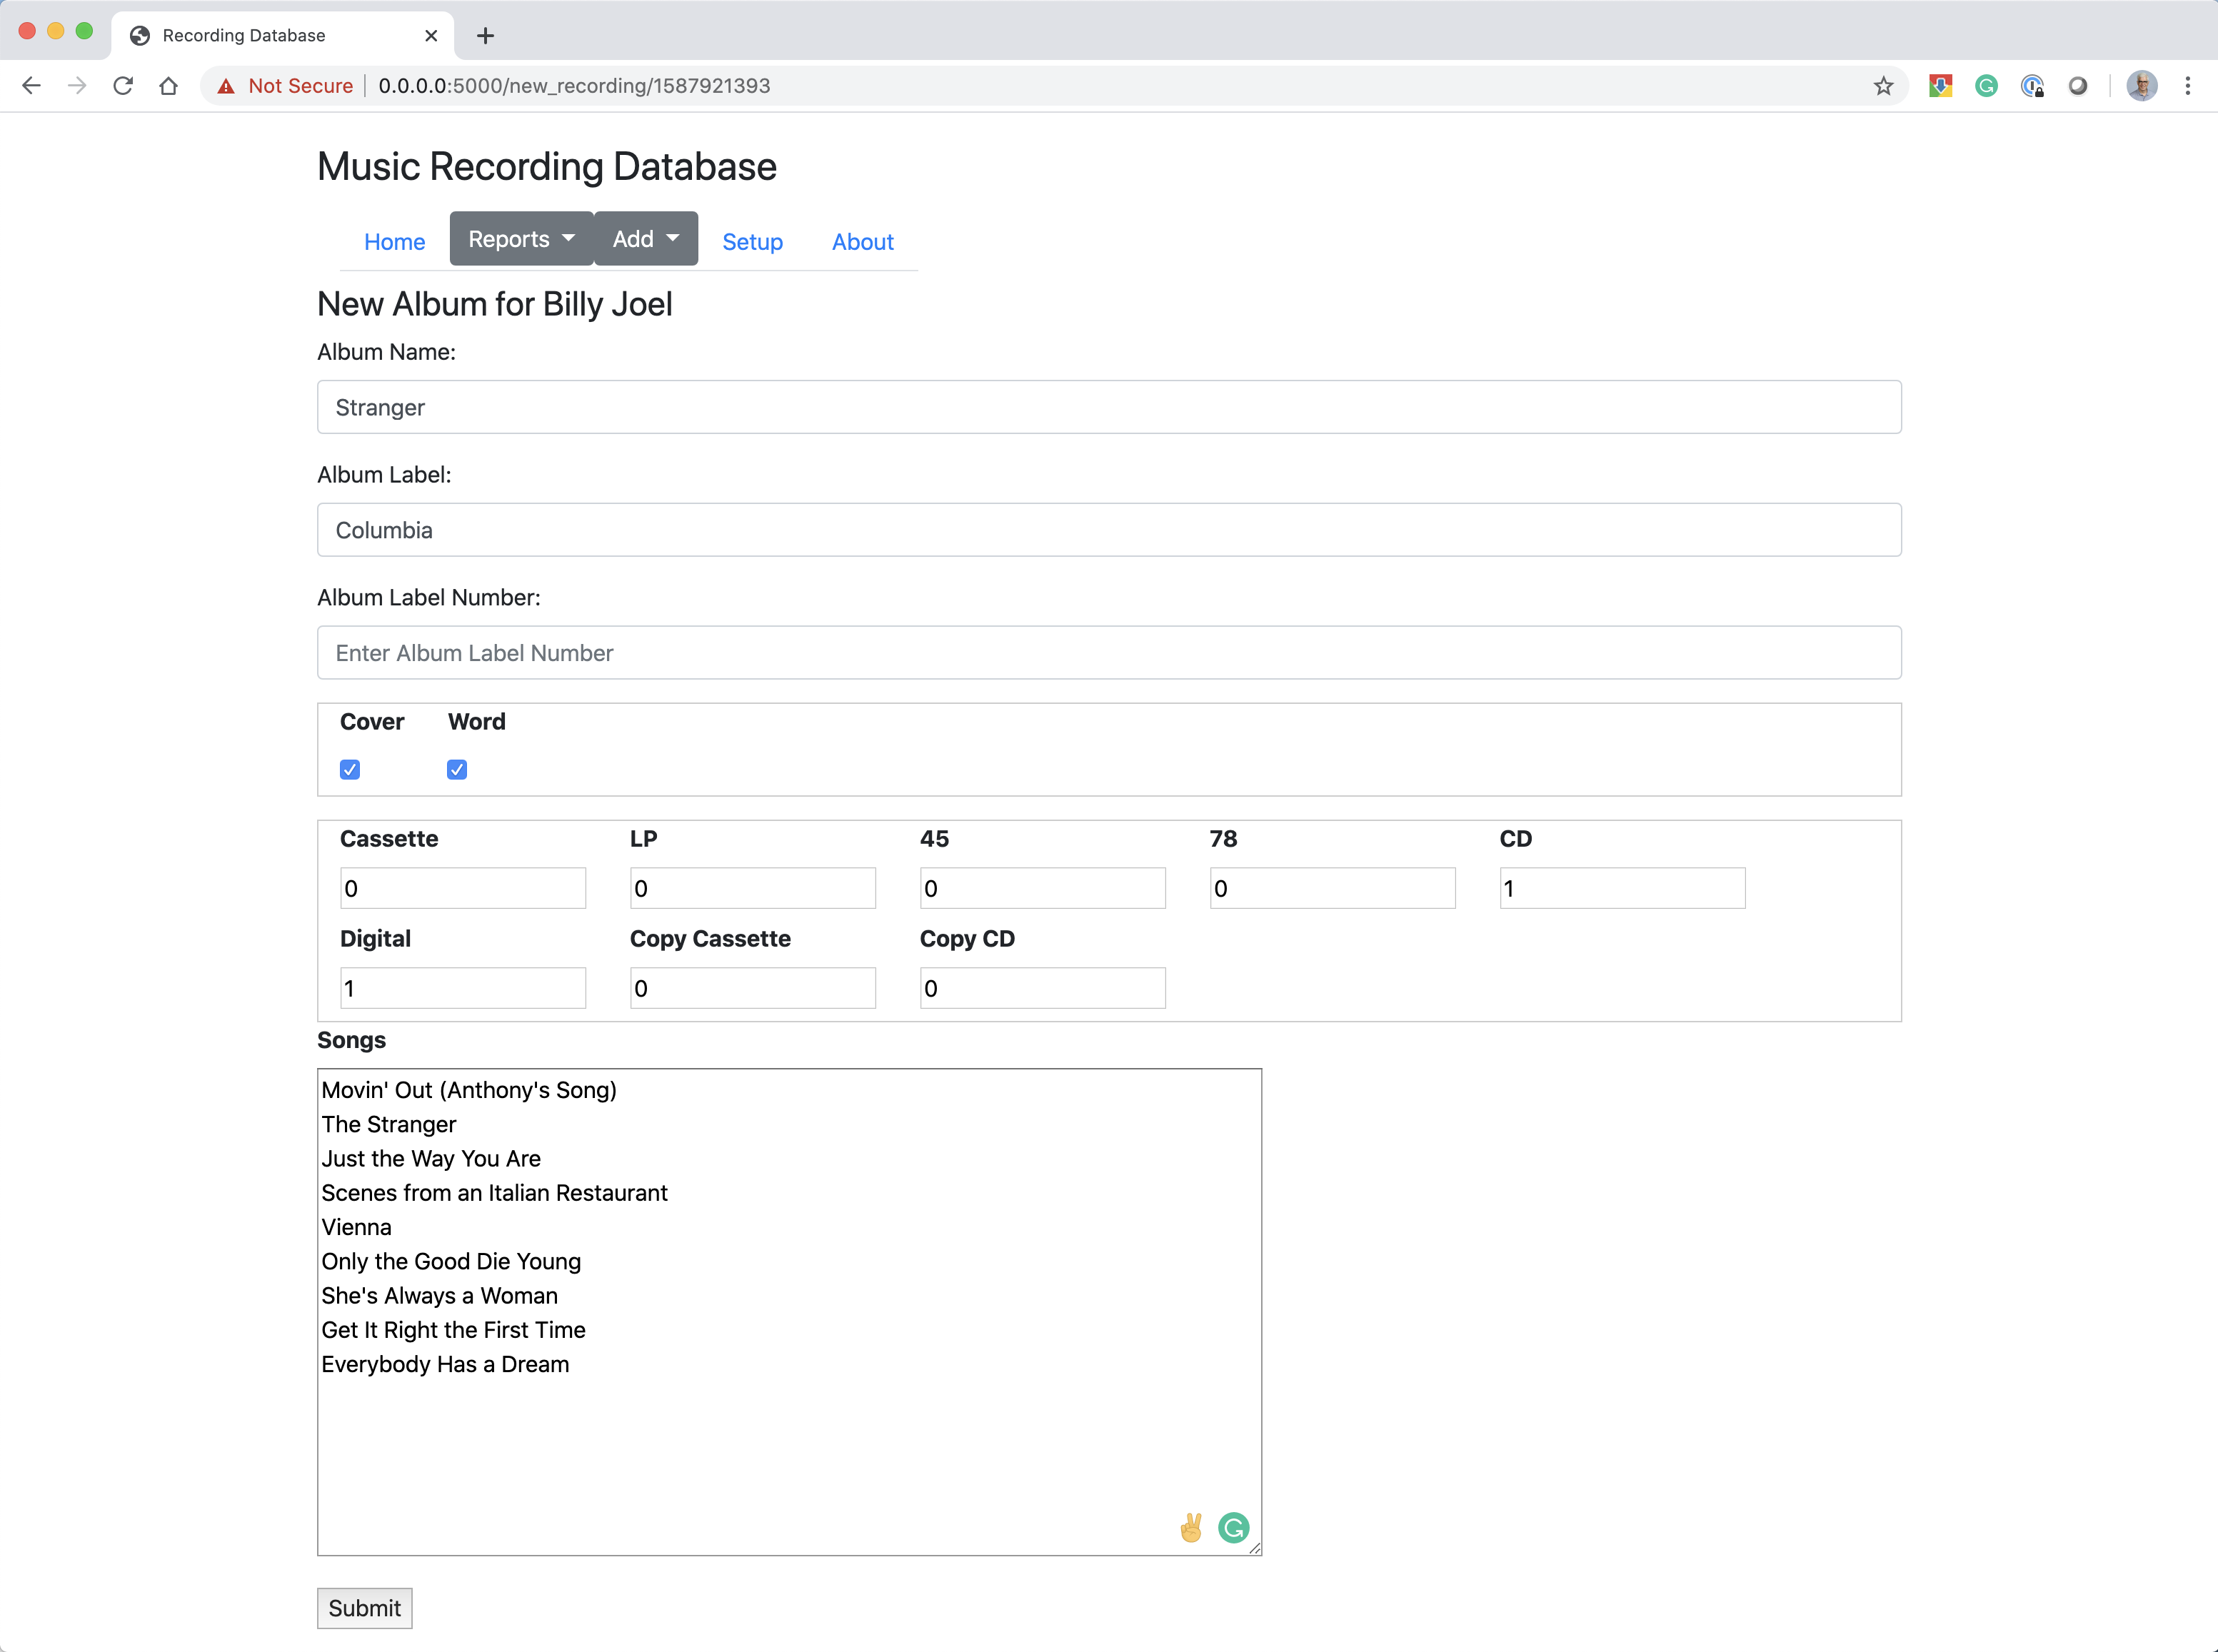 Recording Database
Not Secure 0.0.0.0:5000/new_recording/1587921393
Music Recording Database
Home Reports Add Setup About
New Album for Billy Joel
Album Name:
Stranger
Album Label:
Columbia
Album Label Number:
Enter Album Label Number
Cover Word
Cassette LP 45 78 CD
0 0 0 0 1
Digital Copy Cassette Copy CD
1 0 0
Songs
Movin' Out (Anthony's Song)
The Stranger
Just the Way You Are
Scenes from an Italian Restaurant
Vienna
Only the Good Die Young
She's Always a Woman
Get It Right the First Time
Everybody Has a Dream
Submit